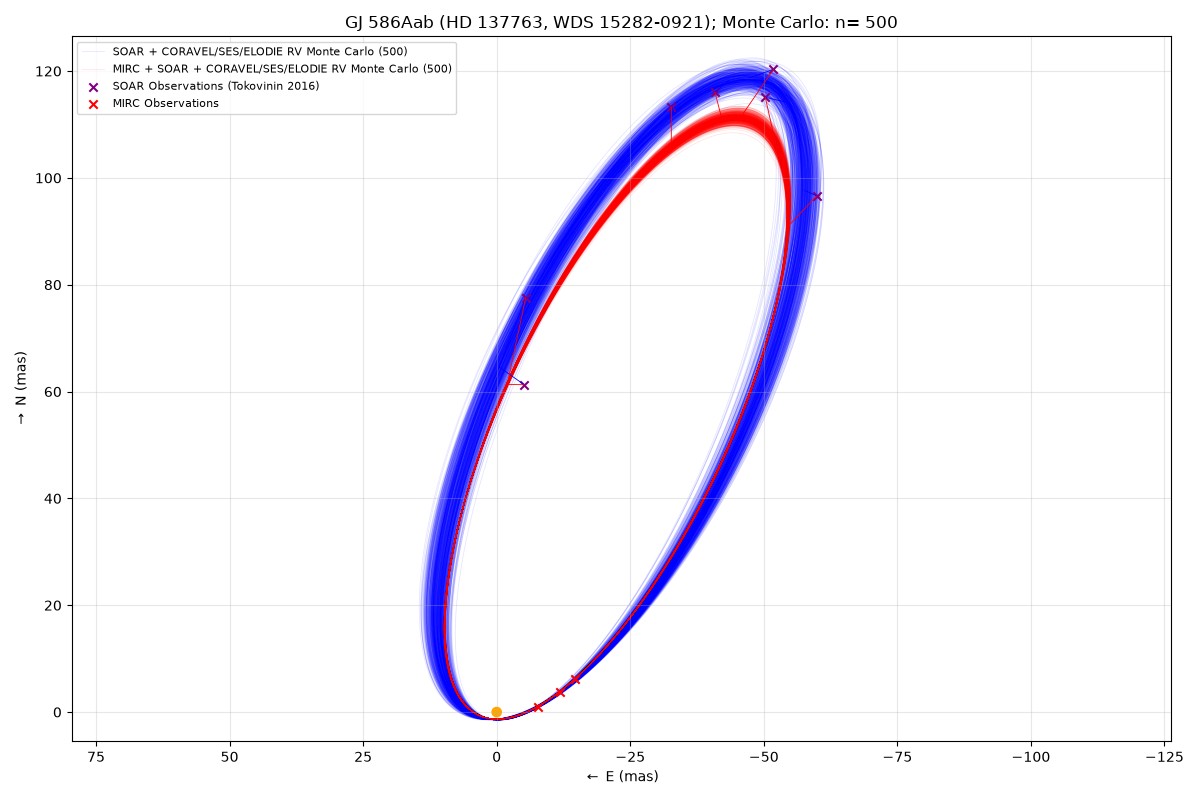 GJ 586Aab (HD 137763, WDS 15282-0921); Monte Carlo: n= 500
SOAR + CORAVEL/SES/ELODIE RV Monte Carlo (500)
MIRC + SOAR + CORAVEL/SES/ELODIE RV Monte Carlo (500)
SOAR Observations (Tokovinin 2016)
MIRC Observations
120
100
80
60
40
20
0
→ N (mas)
75 50 25 0 −25 −50 −75 −100 −125
← E (mas)